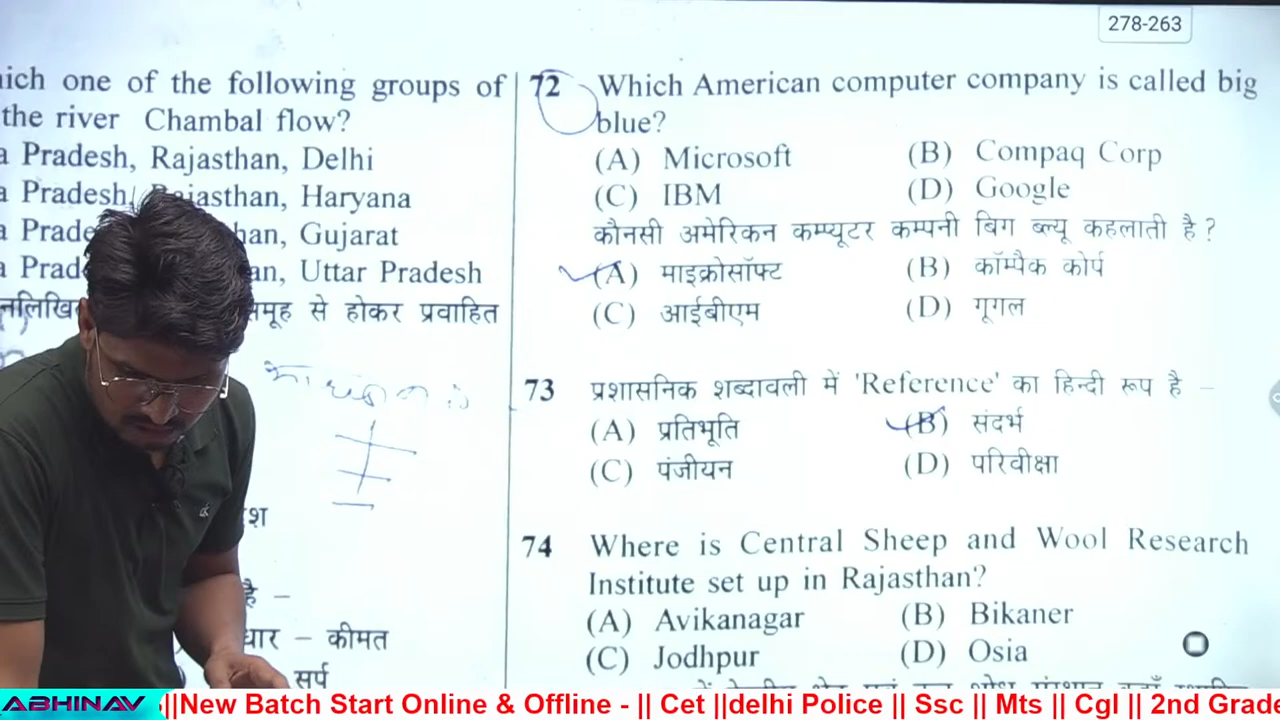 278-263
ich one of the following groups of
the river Chambal flow?
a Pradesh, Rajasthan, Delhi
a Pradesh, Rajasthan, Haryana
a Prade han, Gujarat
a Prad an, Uttar Pradesh
नलिखि मूह से होकर प्रवाहित
श
है –
धार – कीमत
सर्प
72 Which American computer company is called big
blue?
(A) Microsoft (B) Compaq Corp
(C) IBM (D) Google
कौनसी अमेरिकन कम्प्यूटर कम्पनी बिग ब्ल्यू कहलाती है ?
(A) माइक्रोसॉफ्ट (B) कॉम्पैक कोर्प
(C) आईबीएम (D) गूगल
73 प्रशासनिक शब्दावली में 'Reference' का हिन्दी रूप है –
(A) प्रतिभूति (B) संदर्भ
(C) पंजीयन (D) परिवीक्षा
74 Where is Central Sheep and Wool Research
Institute set up in Rajasthan?
(A) Avikanagar (B) Bikaner
(C) Jodhpur (D) Osia
ABHINAV ||New Batch Start Online & Offline - || Cet ||delhi Police || Ssc || Mts || Cgl || 2nd Grade